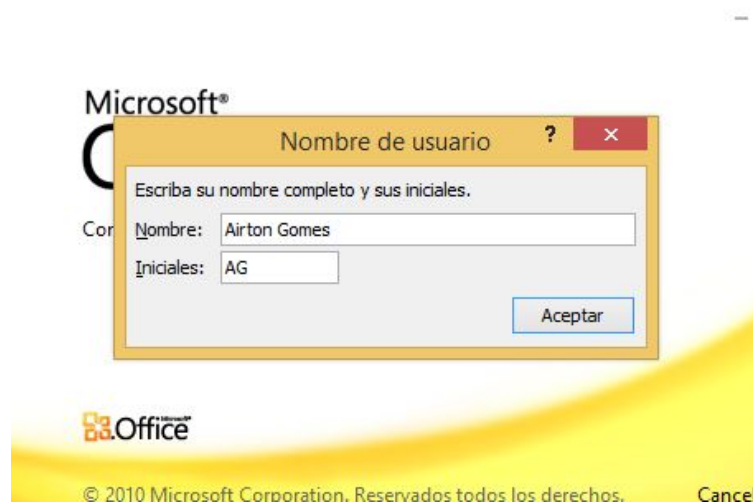 Microsoft®
Nombre de usuario ? ×
Escriba su nombre completo y sus iniciales.
Nombre: Airton Gomes
Iniciales: AG
Aceptar
Microsoft®
Office
© 2010 Microsoft Corporation. Reservados todos los derechos.